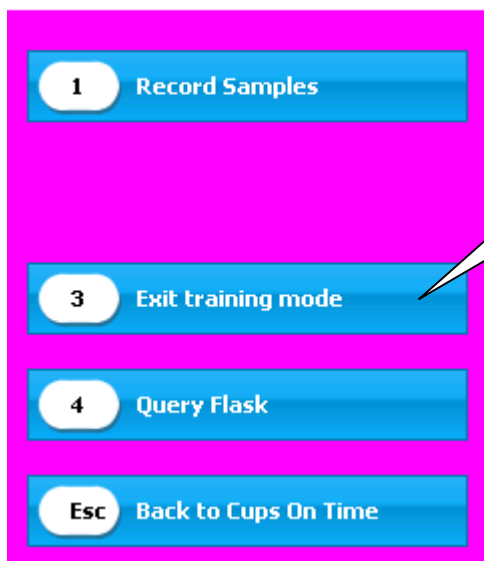 1 Record Samples
3 Exit training mode
4 Query Flask
Esc Back to Cups On Time